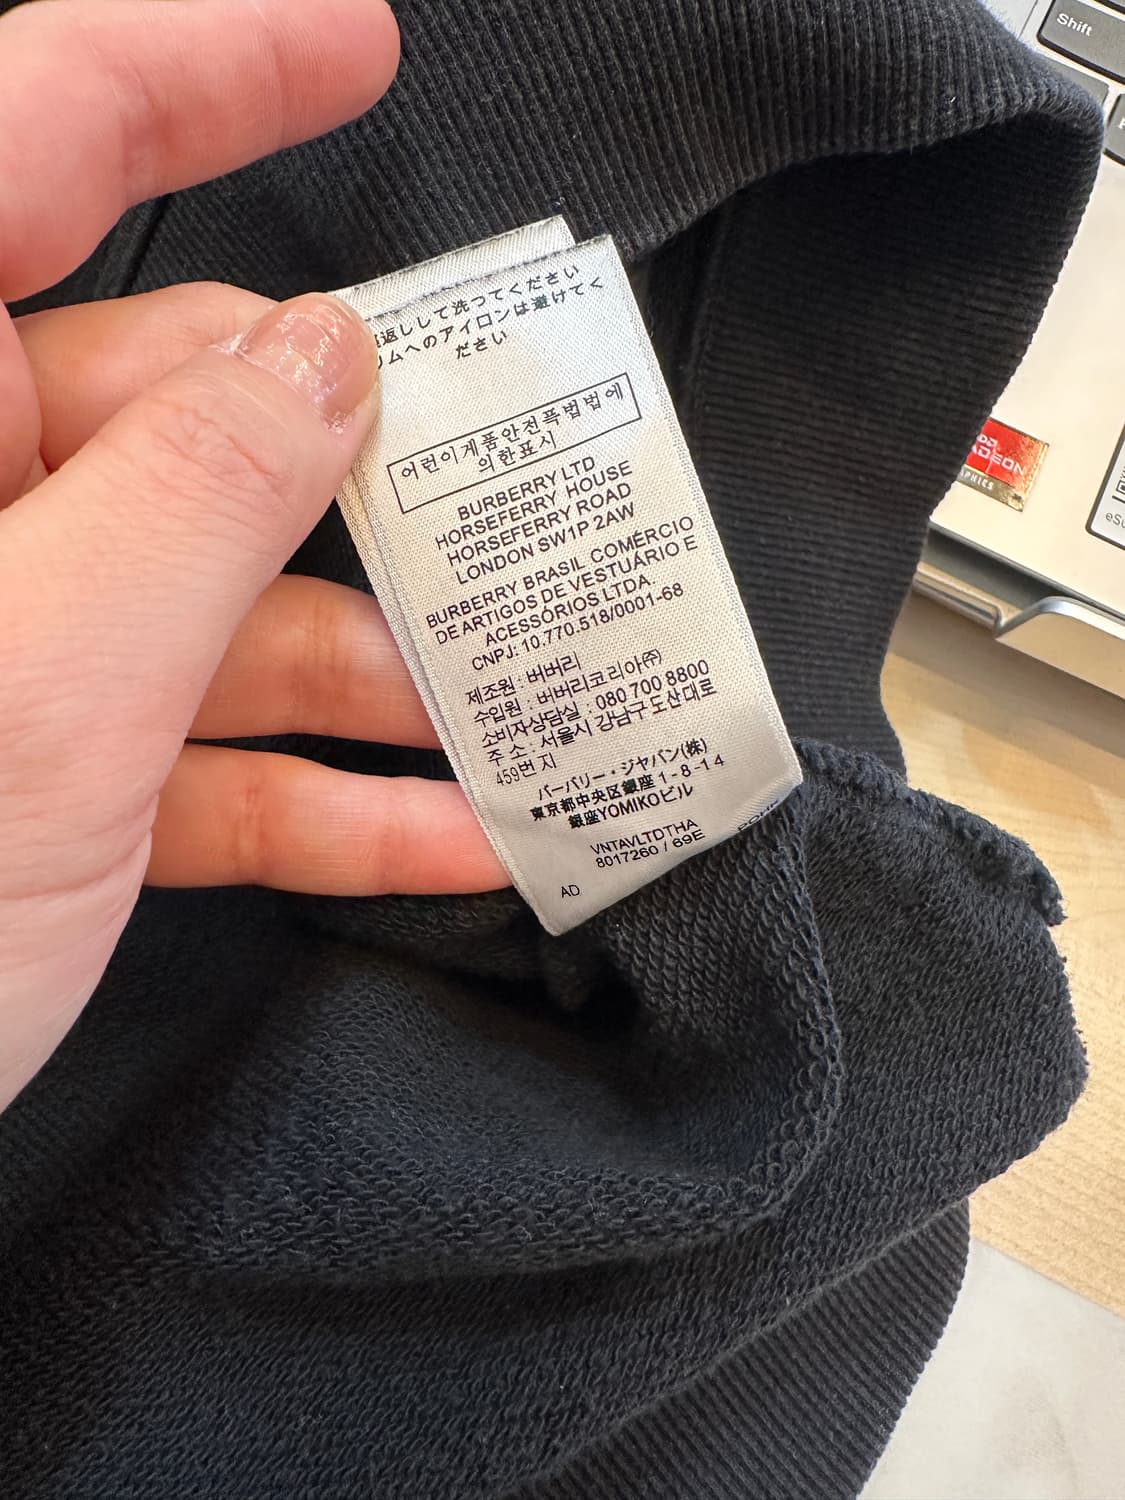 Shift
返しして洗ってください
リムへのアイロンは避けてく
ださい
어린이제품안전특별법에
의한표시
BURBERRY LTD
HORSEFERRY HOUSE
HORSEFERRY ROAD
LONDON SW1P 2AW
BURBERRY BRASIL COMÉRCIO
DE ARTIGOS DE VESTUÁRIO E
ACESSÓRIOS LTDA
CNPJ: 10.770.518/0001-68
제조원 : 버버리
수입원 : 버버리코리아㈜
소비자상담실 : 080 700 8800
주 소 : 서울시 강남구 도산대로
459번 지
バーバリー・ジャパン(株)
東京都中央区銀座 1-8-14
銀座YOMIKOビル
VNTAVLTDTHA
8017260 / 69E
AD
ADEON
PHICS